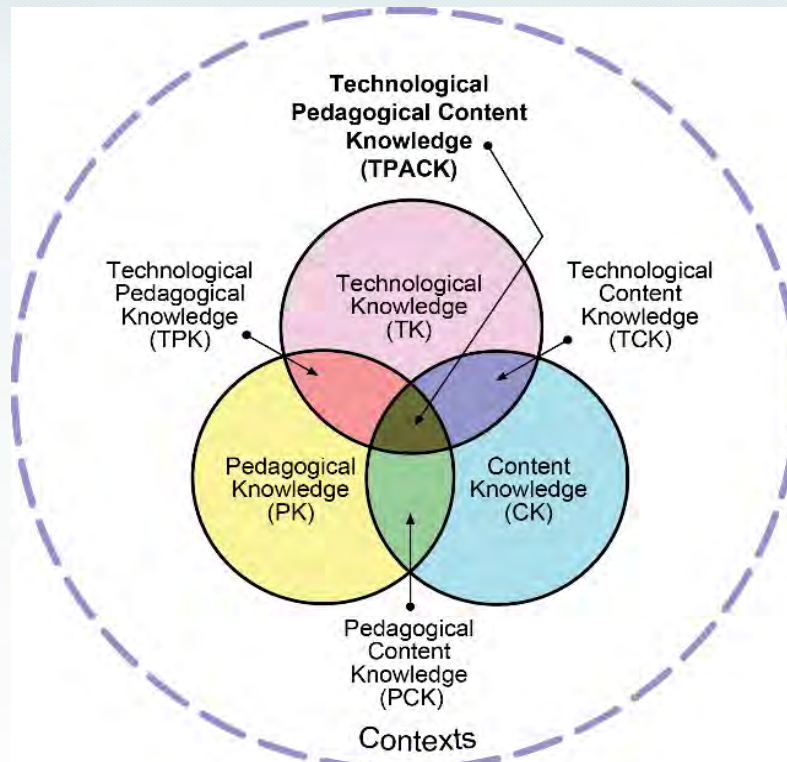 Technological
Pedagogical Content
Knowledge
(TPACK)
Technological
Pedagogical
Knowledge
(TPK)
Technological
Knowledge
(TK)
Technological
Content
Knowledge
(TCK)
Pedagogical
Knowledge
(PK)
Content
Knowledge
(CK)
Pedagogical
Content
Knowledge
(PCK)
Contexts